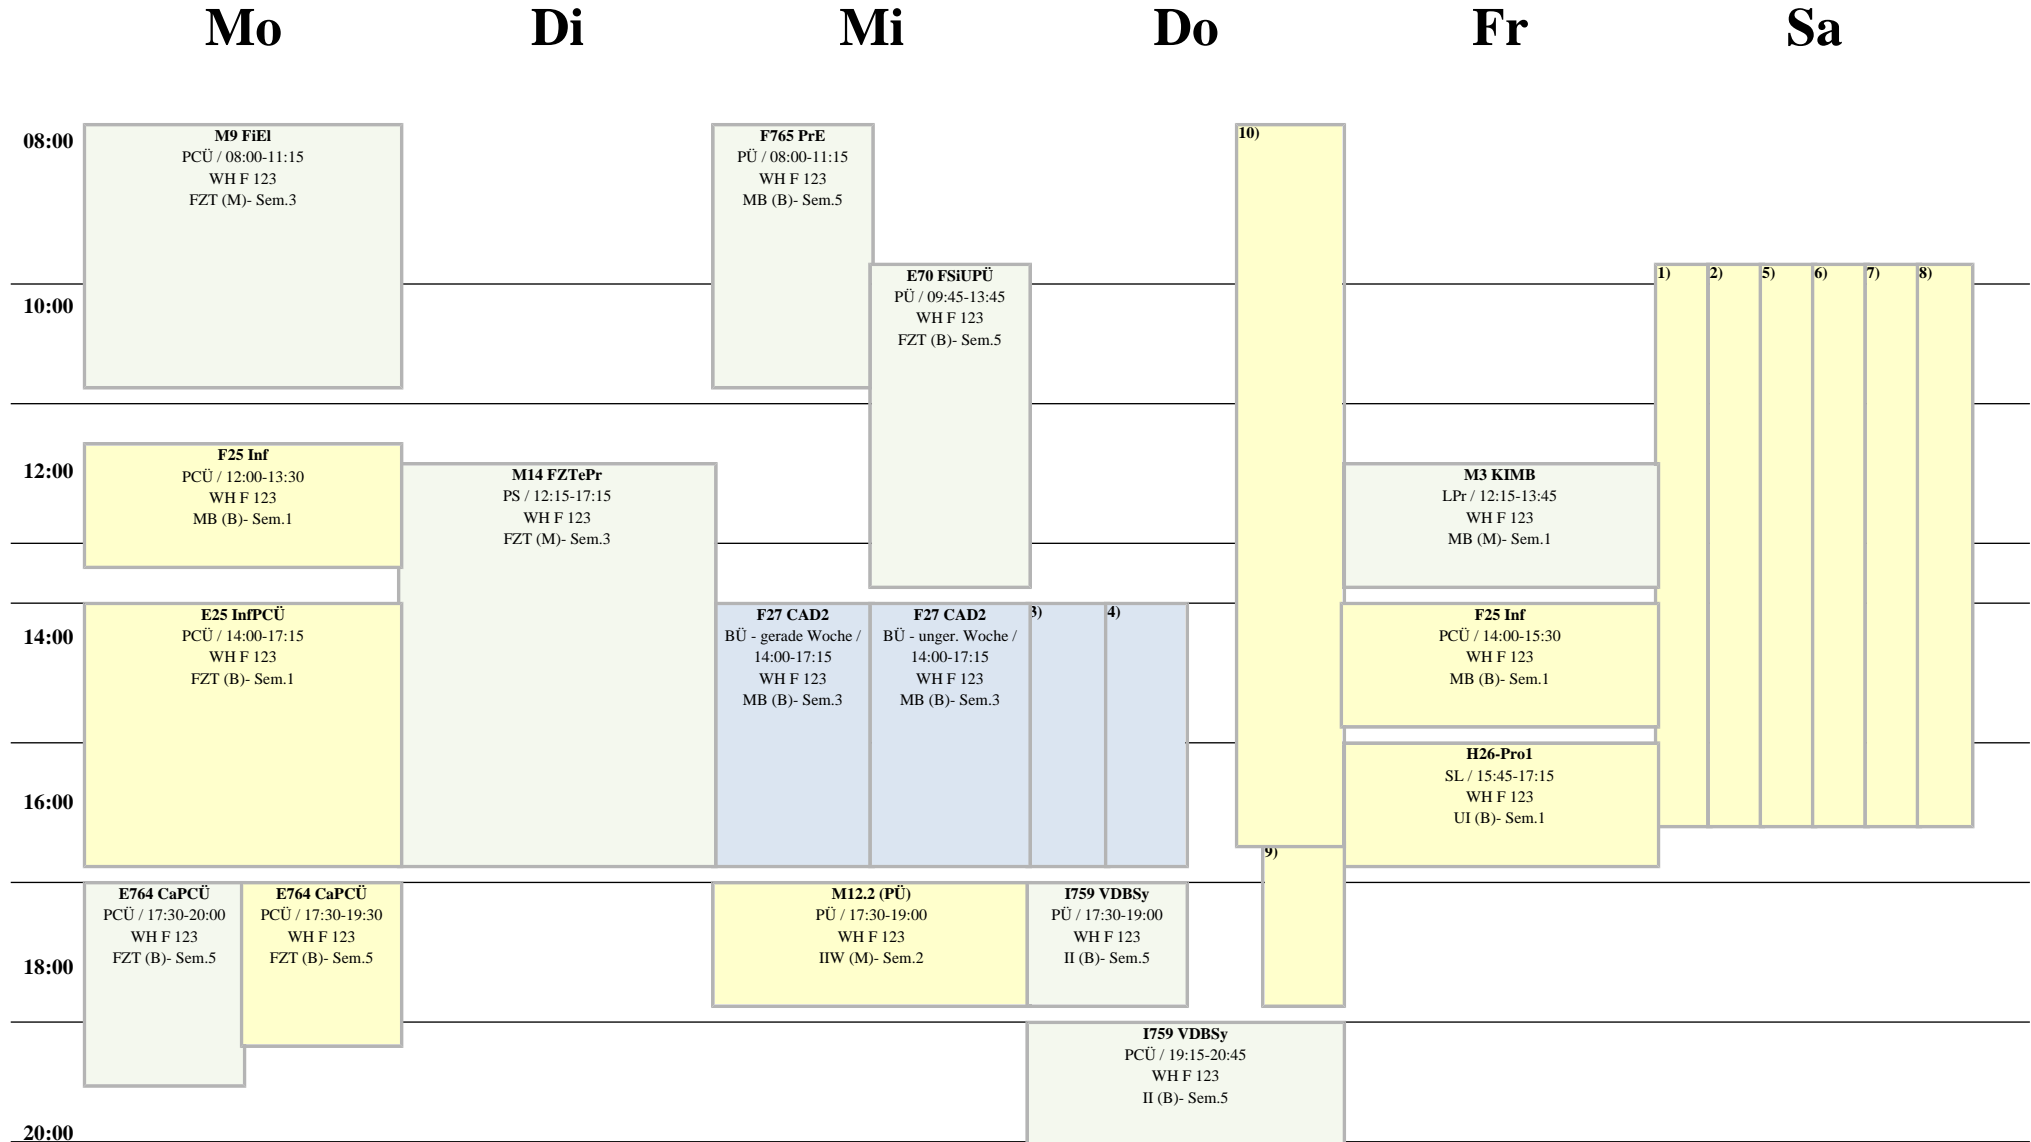 Mo
Di
Mi
Do
Fr
Sa
08:00
10:00
12:00
14:00
16:00
18:00
20:00
M9 FiEl
PCÜ / 08:00-11:15
WH F 123
FZT (M)- Sem.3
F25 Inf
PCÜ / 12:00-13:30
WH F 123
MB (B)- Sem.1
E25 InfPCÜ
PCÜ / 14:00-17:15
WH F 123
FZT (B)- Sem.1
E764 CaPCÜ
PCÜ / 17:30-20:00
WH F 123
FZT (B)- Sem.5
E764 CaPCÜ
PCÜ / 17:30-19:30
WH F 123
FZT (B)- Sem.5
M14 FZTePr
PS / 12:15-17:15
WH F 123
FZT (M)- Sem.3
F765 PrE
PÜ / 08:00-11:15
WH F 123
MB (B)- Sem.5
E70 FSiUPÜ
PÜ / 09:45-13:45
WH F 123
FZT (B)- Sem.5
F27 CAD2
BÜ - gerade Woche /
14:00-17:15
WH F 123
MB (B)- Sem.3
F27 CAD2
BÜ - unger. Woche /
14:00-17:15
WH F 123
MB (B)- Sem.3
M12.2 (PÜ)
PÜ / 17:30-19:00
WH F 123
IIW (M)- Sem.2
3)
4)
10)
9)
I759 VDBSy
PÜ / 17:30-19:00
WH F 123
II (B)- Sem.5
I759 VDBSy
PCÜ / 19:15-20:45
WH F 123
II (B)- Sem.5
M3 KIMB
LPr / 12:15-13:45
WH F 123
MB (M)- Sem.1
F25 Inf
PCÜ / 14:00-15:30
WH F 123
MB (B)- Sem.1
H26-Pro1
SL / 15:45-17:15
WH F 123
UI (B)- Sem.1
1)
2)
5)
6)
7)
8)